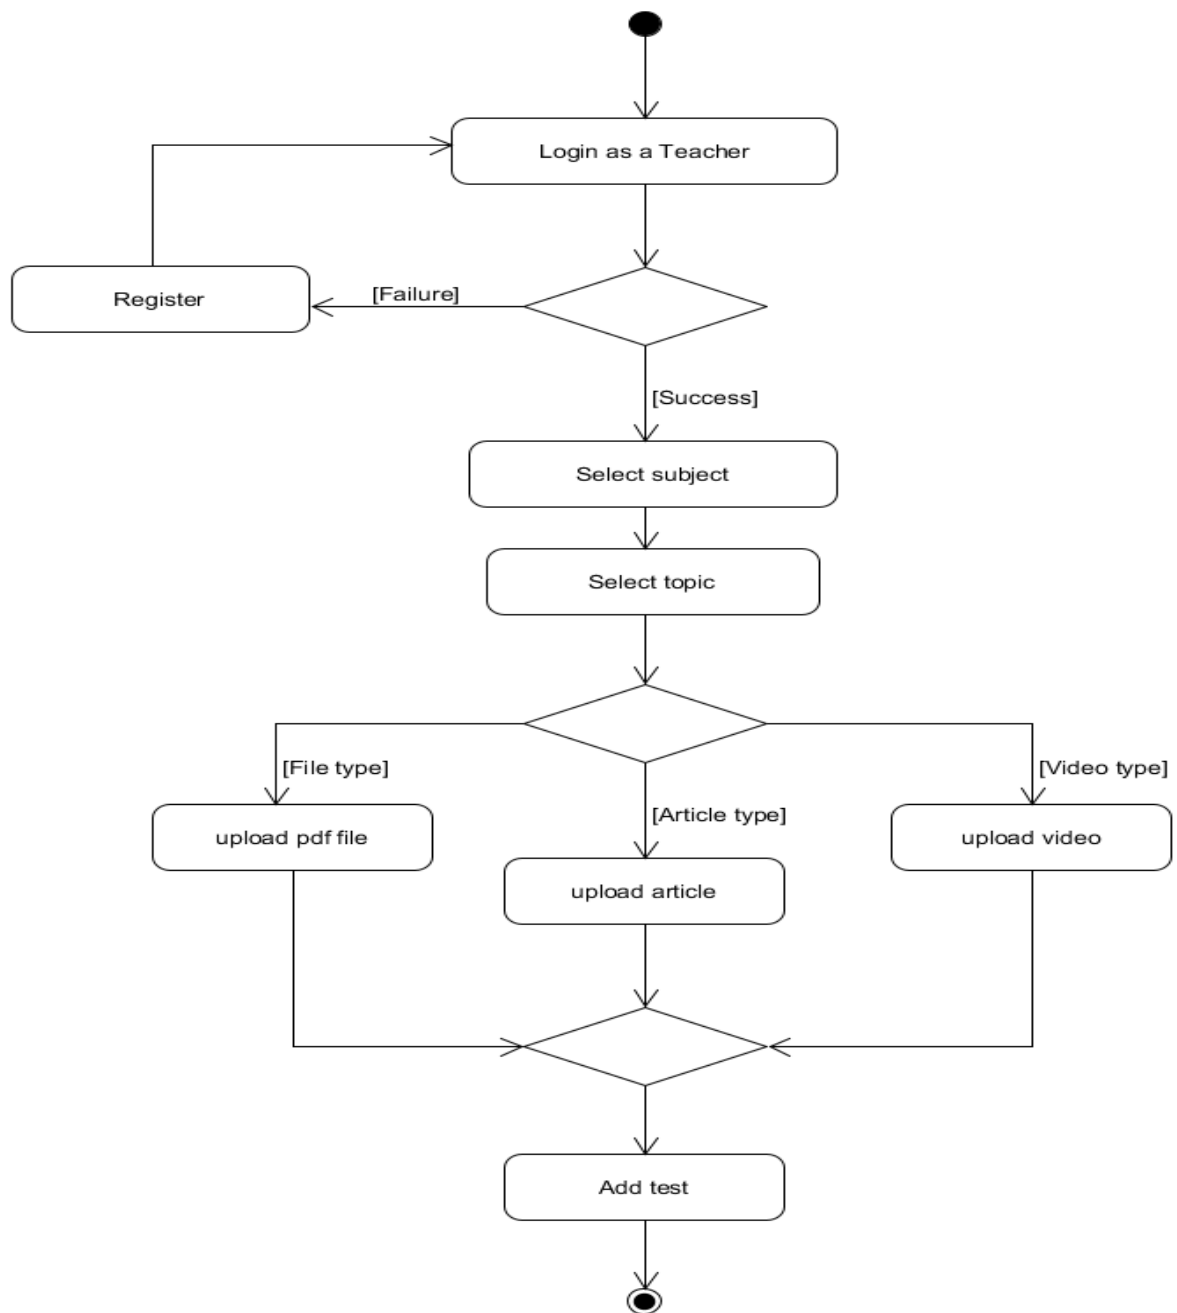 Login as a Teacher
Register
[Failure]
[Success]
Select subject
Select topic
[File type]
[Video type]
[Article type]
upload pdf file
upload video
upload article
Add test